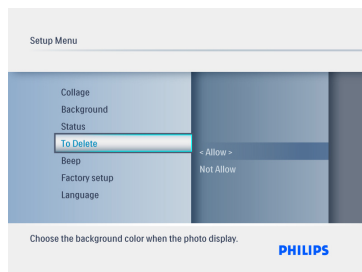 Setup Menu
Collage
Background
Status
To Delete
Beep
Factory setup
Language
< Allow >
Not Allow
Choose the background color when the photo display.
PHILIPS